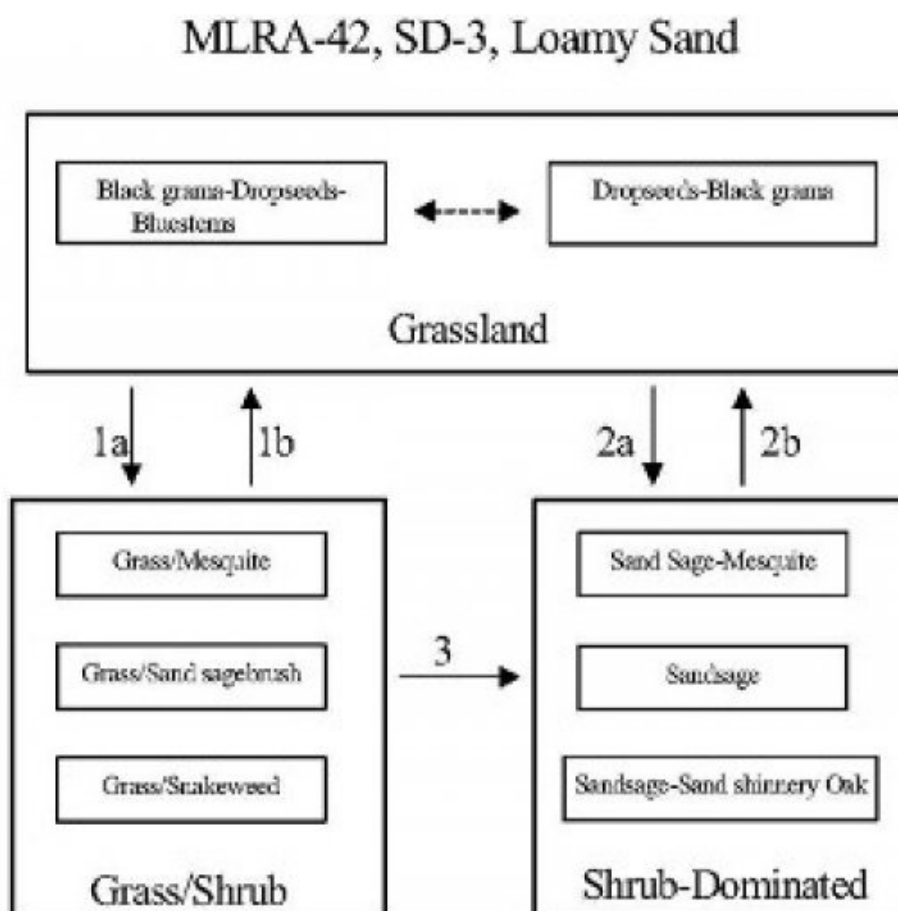 MLRA-42, SD-3, Loamy Sand
Black grama-Dropseeds-
Bluestems
Dropseeds-Black grama
Grassland
1a
1b
2a
2b
Grass/Mesquite
Grass/Sand sagebrush
Grass/Snakeweed
Grass/Shrub
3
Sand Sage-Mesquite
Sandsage
Sandsage-Sand shinnery Oak
Shrub-Dominated